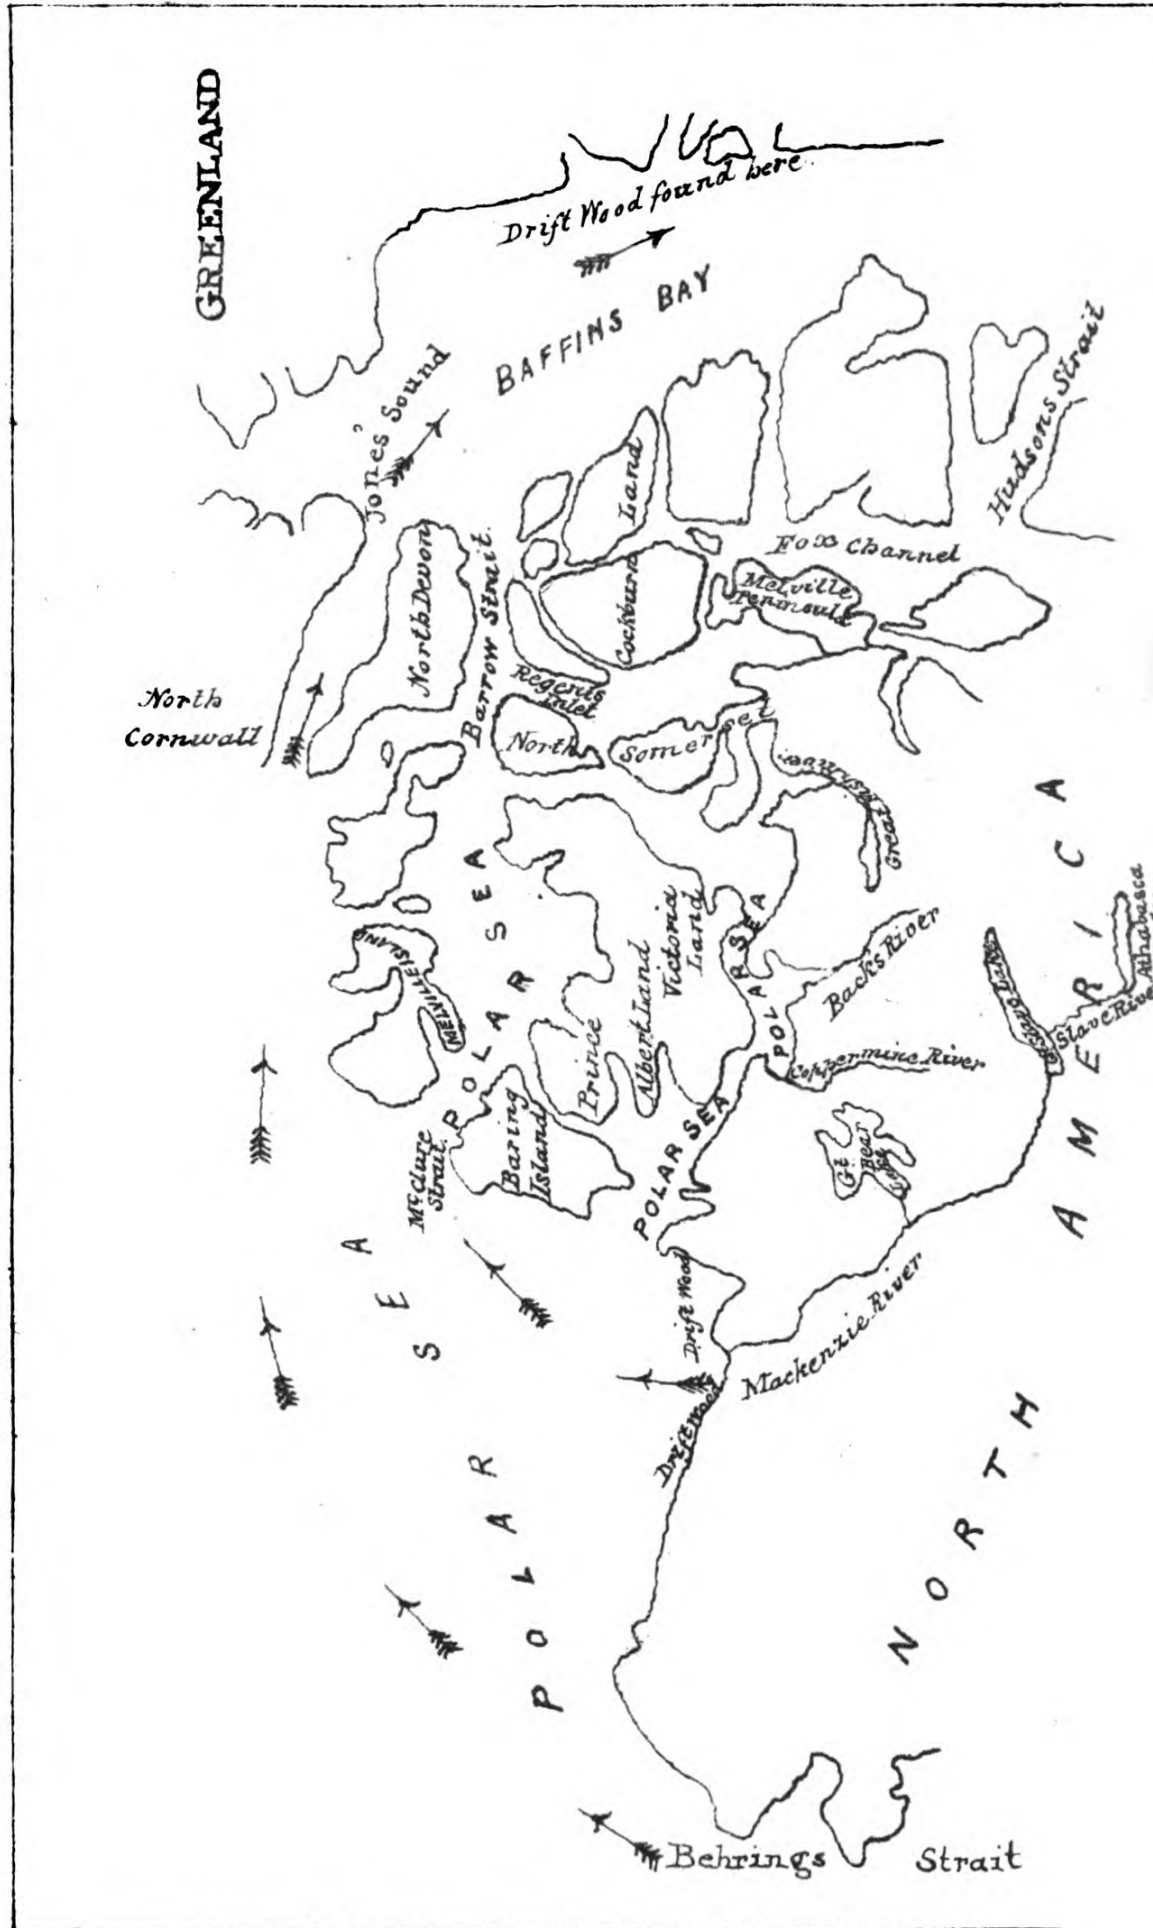 GREENLAND
Drift Wood found here
BAFFINS BAY
Jones' Sound
Hudsons Strait
Land
Cockburn
Fox Channel
Melville
Peninsula
North Devon
Barrow Strait.
Regents
Inlet
North
Cornwall
North
Somerset
Great
POLAR SEA
MELVILLE ISLAND
Victoria
Land
Prince
Albert Land
POLAR SEA
Backs River
Coppermine River
Slave River
Athabasca
Baring
Island
McClure
Strait
POLAR SEA
Gt.
Bear
Drift Wood
Drift Wood
Mackenzie River
POLAR SEA
NORTH AMERICA
Behrings Strait